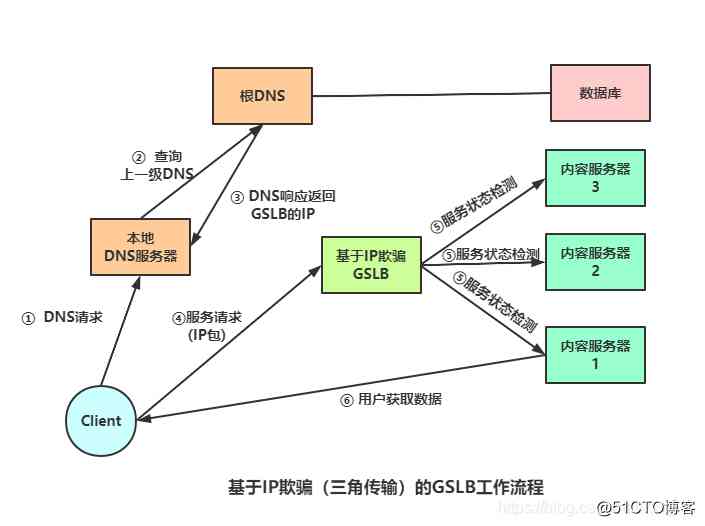 根DNS
数据库
② 查询
上一级DNS
③ DNS响应返回
GSLB的IP
本地
DNS服务器
① DNS请求
④服务请求
(IP包)
基于IP欺骗
GSLB
⑤服务状态检测
⑤服务状态检测
⑤服务状态检测
内容服务器
3
内容服务器
2
内容服务器
1
Client
⑥ 用户获取数据
基于IP欺骗（三角传输）的GSLB工作流程
https://blog.cs
@51CTO博客